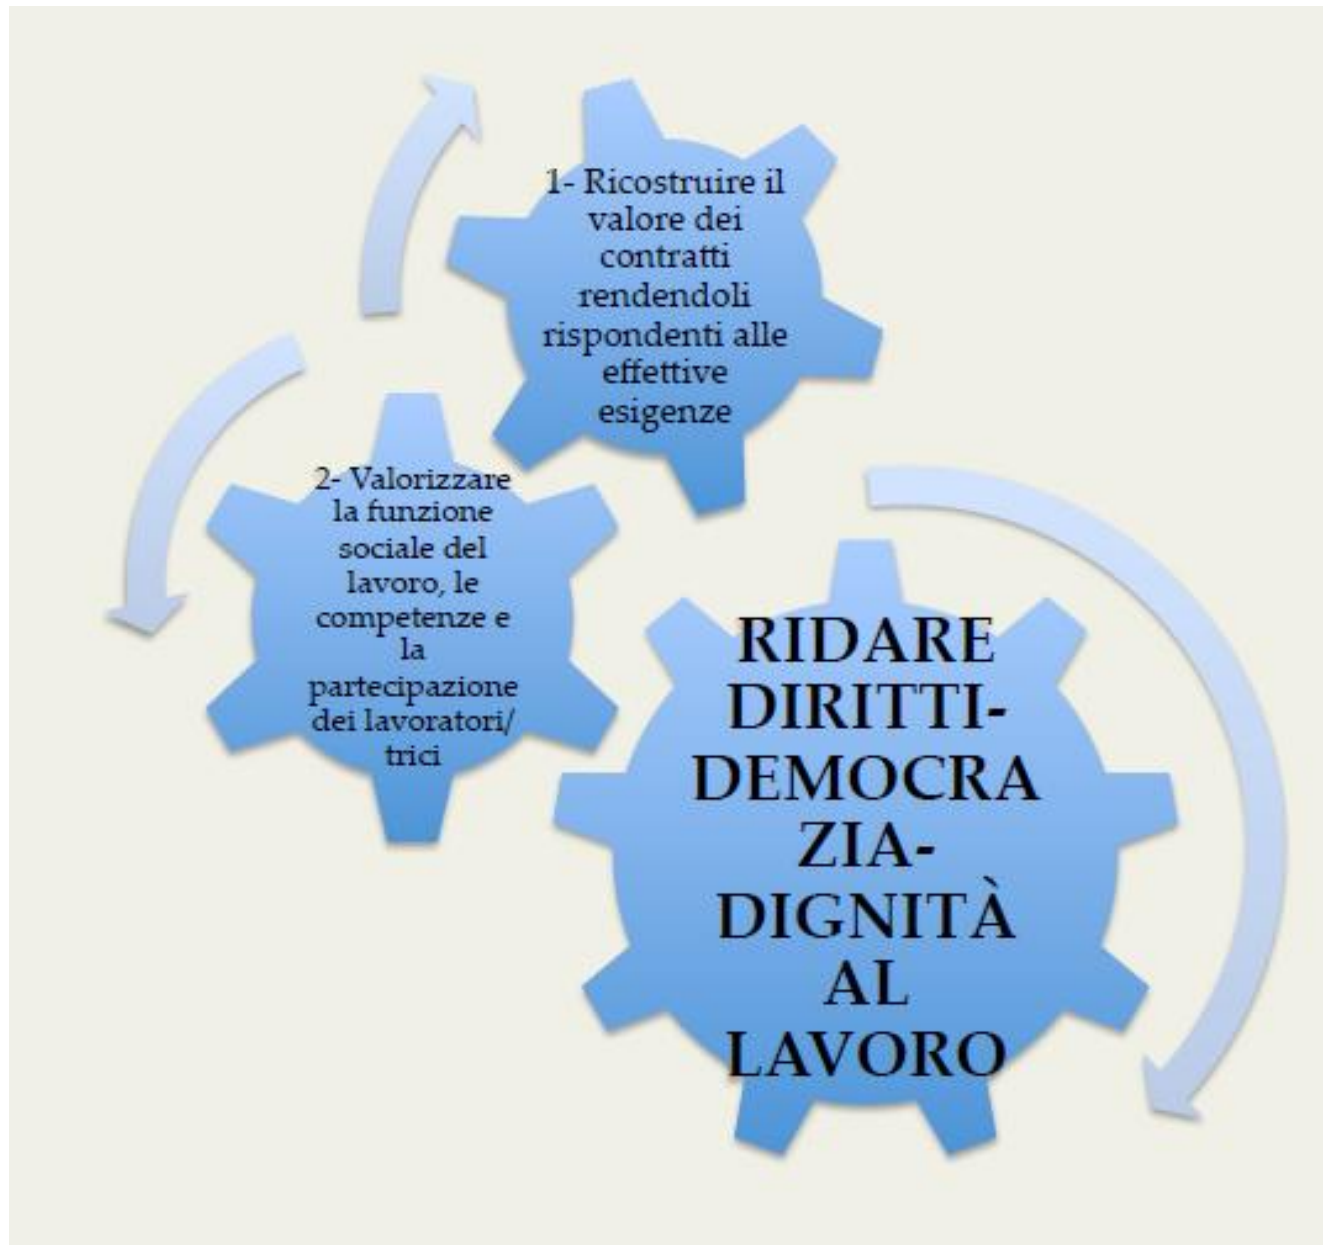 1- Ricostruire il
valore dei
contratti
rendendoli
rispondenti alle
effettive
esigenze
2- Valorizzare
la funzione
sociale del
lavoro, le
competenze e
la
partecipazione
dei lavoratori/
trici
RIDARE
DIRITTI-
DEMOCRA
ZIA-
DIGNITÀ
AL
LAVORO